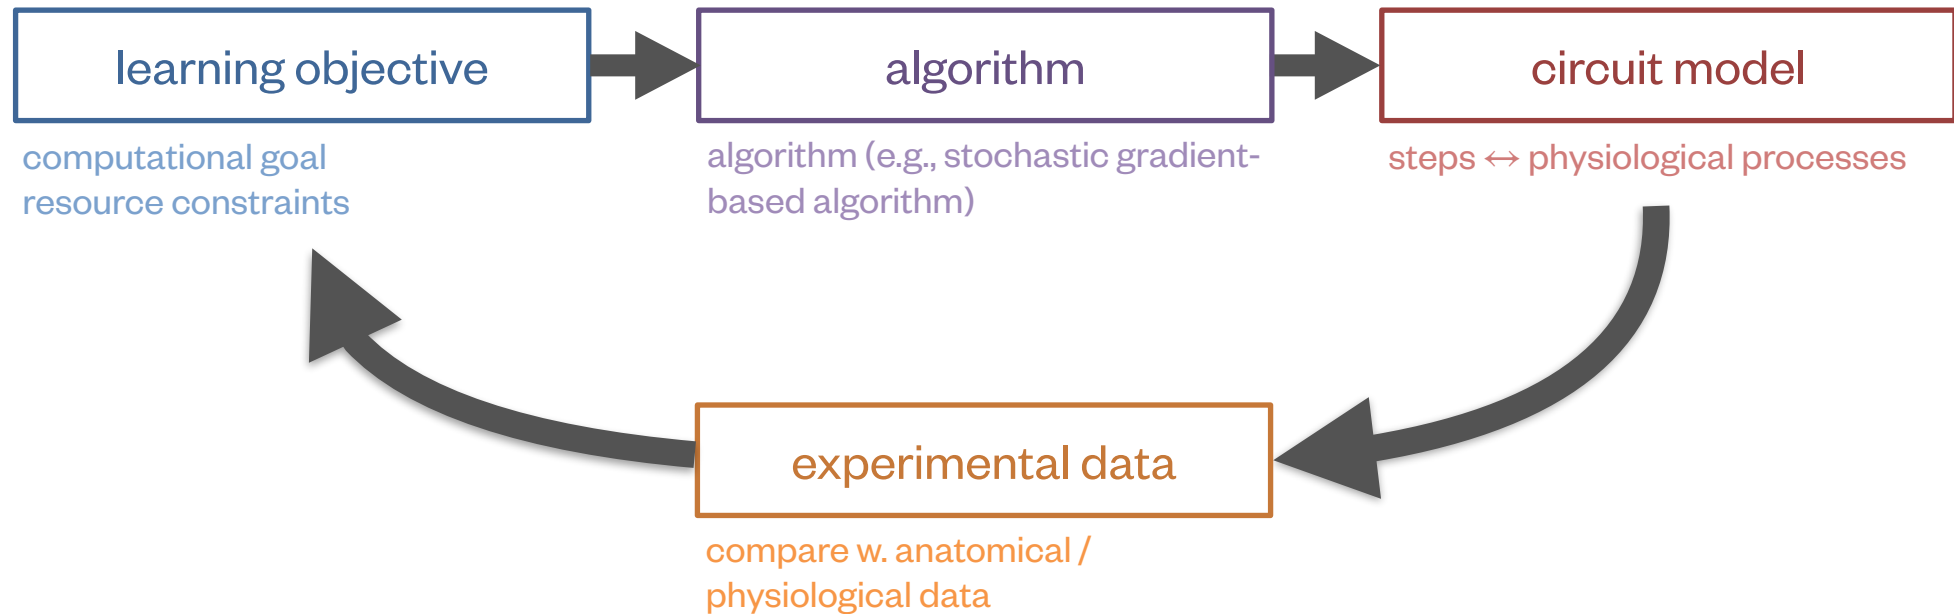 learning objective
algorithm
circuit model
computational goal
resource constraints
algorithm (e.g., stochastic gradient-
based algorithm)
steps ↔ physiological processes
experimental data
compare w. anatomical /
physiological data